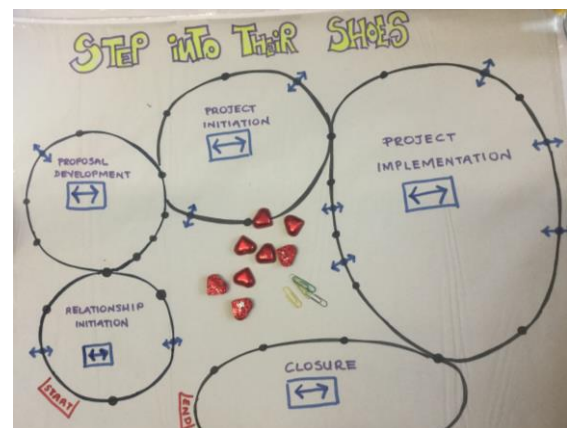 STEP INTO THEIR SHOES
PROJECT
INITIATION
PROJECT
IMPLEMENTATION
PROPOSAL
DEVELOPMENT
RELATIONSHIP
INITIATION
START
CLOSURE
END